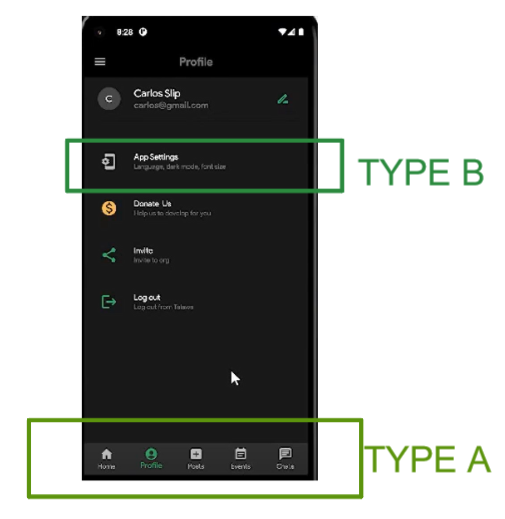 8:28
Profile
C
Carlos Slip
carlos@gmail.com
App Settings
Language, dark mode, font size
TYPE B
Donate Us
Help us to develop for you
Invite
Invite to org
Log out
Log out from Talawa
Home Profile Posts Events Chats
TYPE A